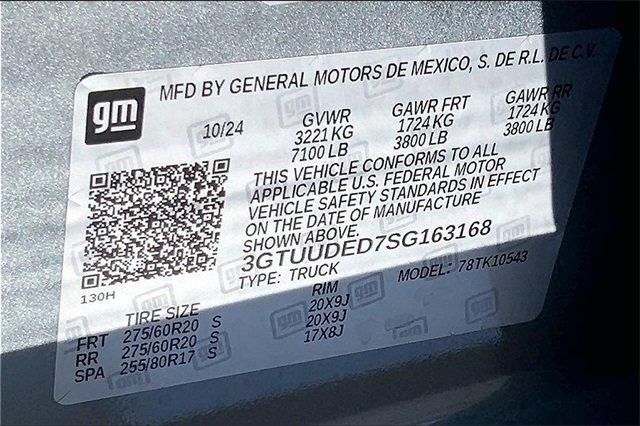 gm MFD BY GENERAL MOTORS DE MEXICO, S. DE R.L. DE C.V.
10/24 GVWR GAWR FRT GAWR RR
3221 KG 1724 KG 1724 KG
7100 LB 3800 LB 3800 LB
THIS VEHICLE CONFORMS TO ALL
APPLICABLE U.S. FEDERAL MOTOR
VEHICLE SAFETY STANDARDS IN EFFECT
ON THE DATE OF MANUFACTURE
SHOWN ABOVE.
3GTUUDED7SG163168
TYPE: TRUCK MODEL: 78TK10543
130H
TIRE SIZE RIM
FRT 275/60R20 S 20X9J
RR 275/60R20 S 20X9J
SPA 255/80R17 S 17X8J